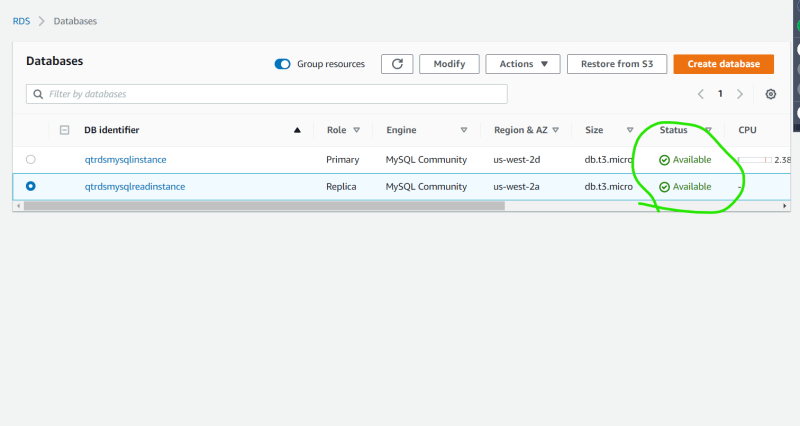 RDS > Databases
Databases
Group resources
Modify
Actions
Restore from S3
Create database
Filter by databases
1
DB identifier Role Engine Region & AZ Size Status CPU
qtrdsmysqlinstance Primary MySQL Community us-west-2d db.t3.micro Available 2.38
qtrdsmysqlreadinstance Replica MySQL Community us-west-2a db.t3.micro Available -